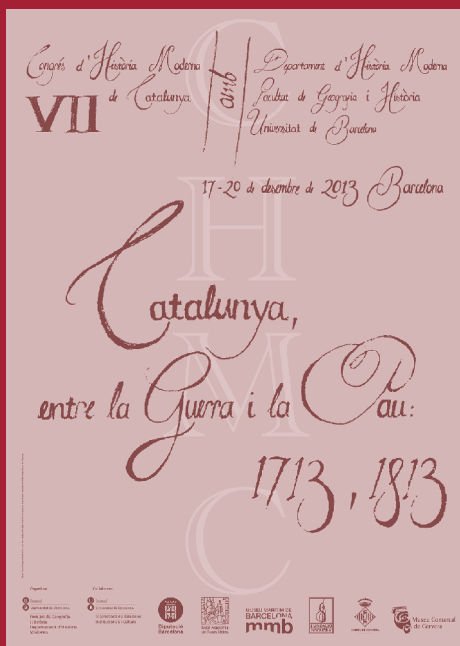 Congrés d'Història Moderna
VII de Catalunya
amb
Departament d'Història Moderna
Facultat de Geografia i Història
Universitat de Barcelona
17-20 de desembre de 2013 Barcelona
C
H
M
C
Catalunya,
entre la Guerra i la Pau:
1713, 1813
Diputació
Barcelona
MUSEU MARÍTIM DE
BARCELONA
mmb
Museu Comarcal
de Cervera